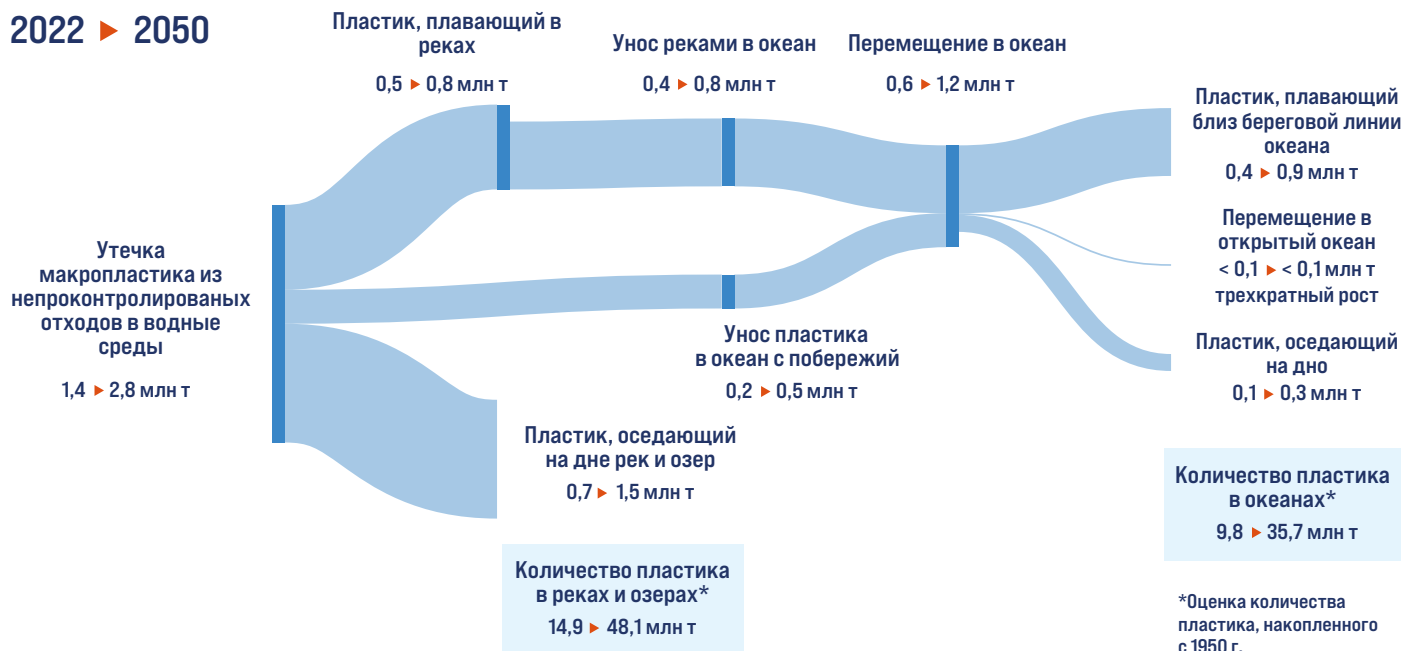 2022 ▶ 2050
Пластик, плавающий в
реках
0,5 ▶ 0,8 млн т
Унос реками в океан
0,4 ▶ 0,8 млн т
Перемещение в океан
0,6 ▶ 1,2 млн т
Пластик, плавающий
близ береговой линии
океана
0,4 ▶ 0,9 млн т
Перемещение в
открытый океан
< 0,1 ▶ < 0,1 млн т
трехкратный рост
Утечка
макропластика из
непроконтролированых
отходов в водные
среды
1,4 ▶ 2,8 млн т
Унос пластика
в океан с побережий
0,2 ▶ 0,5 млн т
Пластик, оседающий
на дно
0,1 ▶ 0,3 млн т
Пластик, оседающий
на дне рек и озер
0,7 ▶ 1,5 млн т
Количество пластика
в океанах*
9,8 ▶ 35,7 млн т
Количество пластика
в реках и озерах*
14,9 ▶ 48,1 млн т
*Оценка количества
пластика, накопленного
с 1950 г.